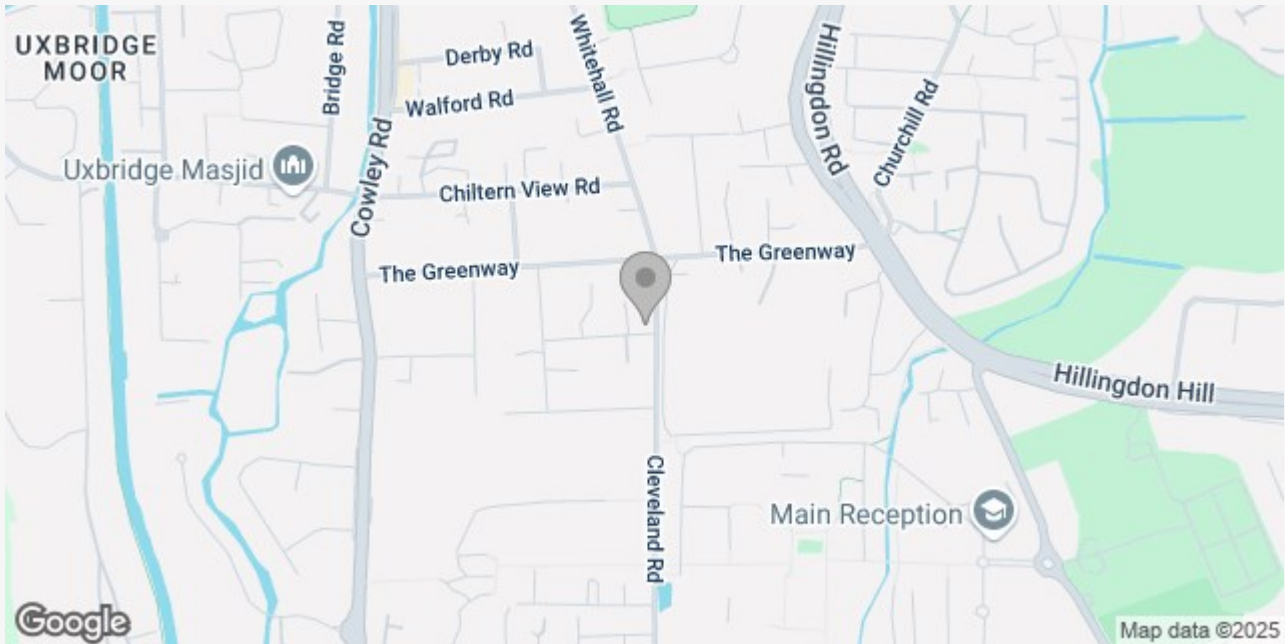 UXBRIDGE
MOOR
Bridge Rd
Derby Rd
Walford Rd
Whitehall Rd
Hillingdon Rd
Churchill Rd
Uxbridge Masjid
Cowley Rd
Chiltern View Rd
The Greenway
The Greenway
Hillingdon Hill
Cleveland Rd
Main Reception
Google
Map data ©2025